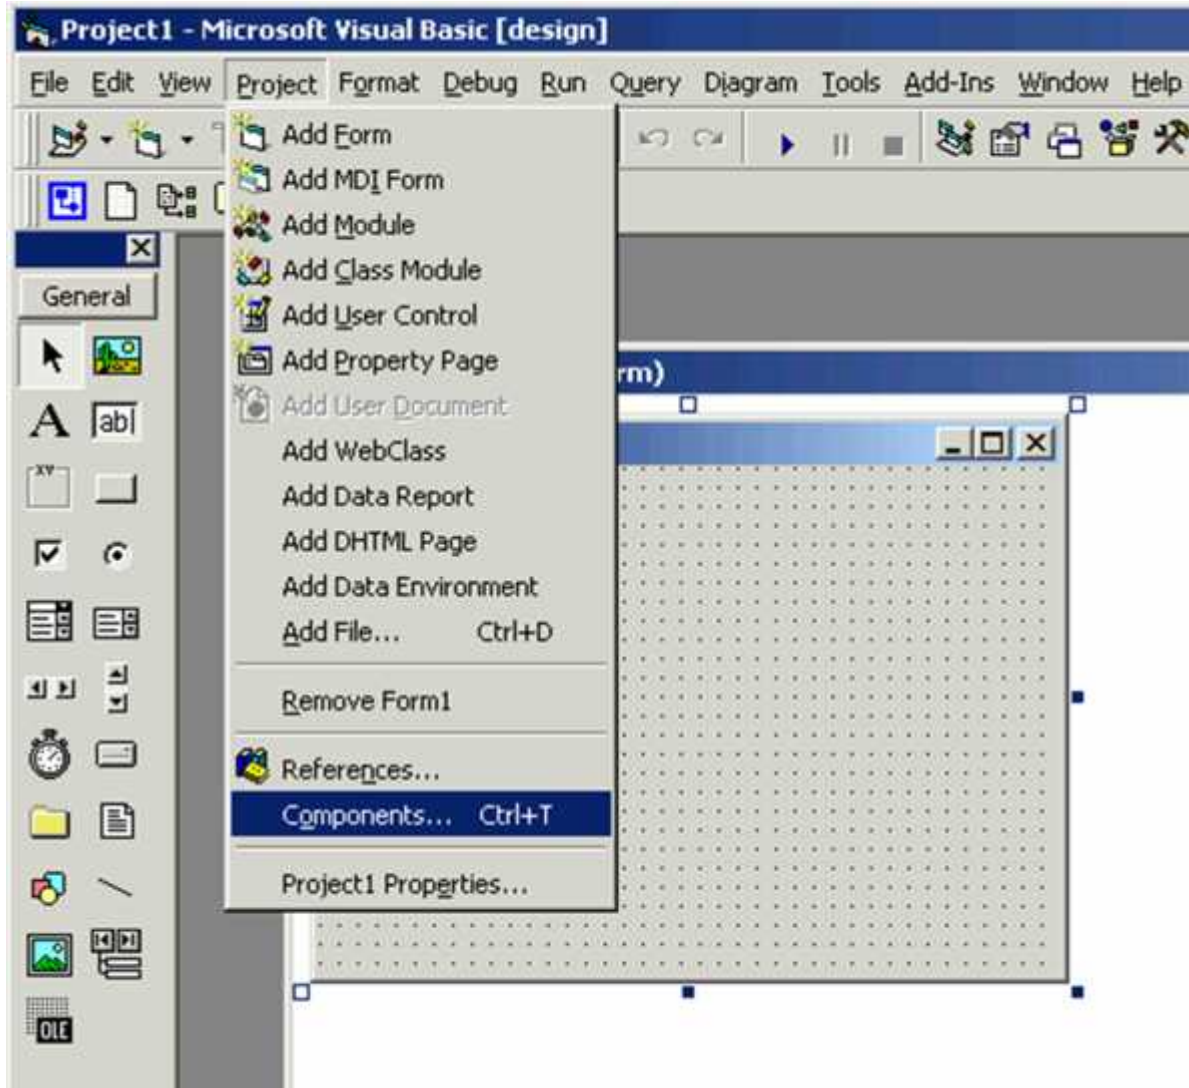 Project1 - Microsoft Visual Basic [design]
File Edit View Project Format Debug Run Query Diagram Tools Add-Ins Window Help
Add Form
Add MDI Form
Add Module
Add Class Module
General
Add User Control
Add Property Page
rm)
Add User Document
A
ab
Add WebClass
XY
Add Data Report
Add DHTML Page
Add Data Environment
Add File... Ctrl+D
Remove Form1
References...
Components... Ctrl+T
Project1 Properties...
OLE